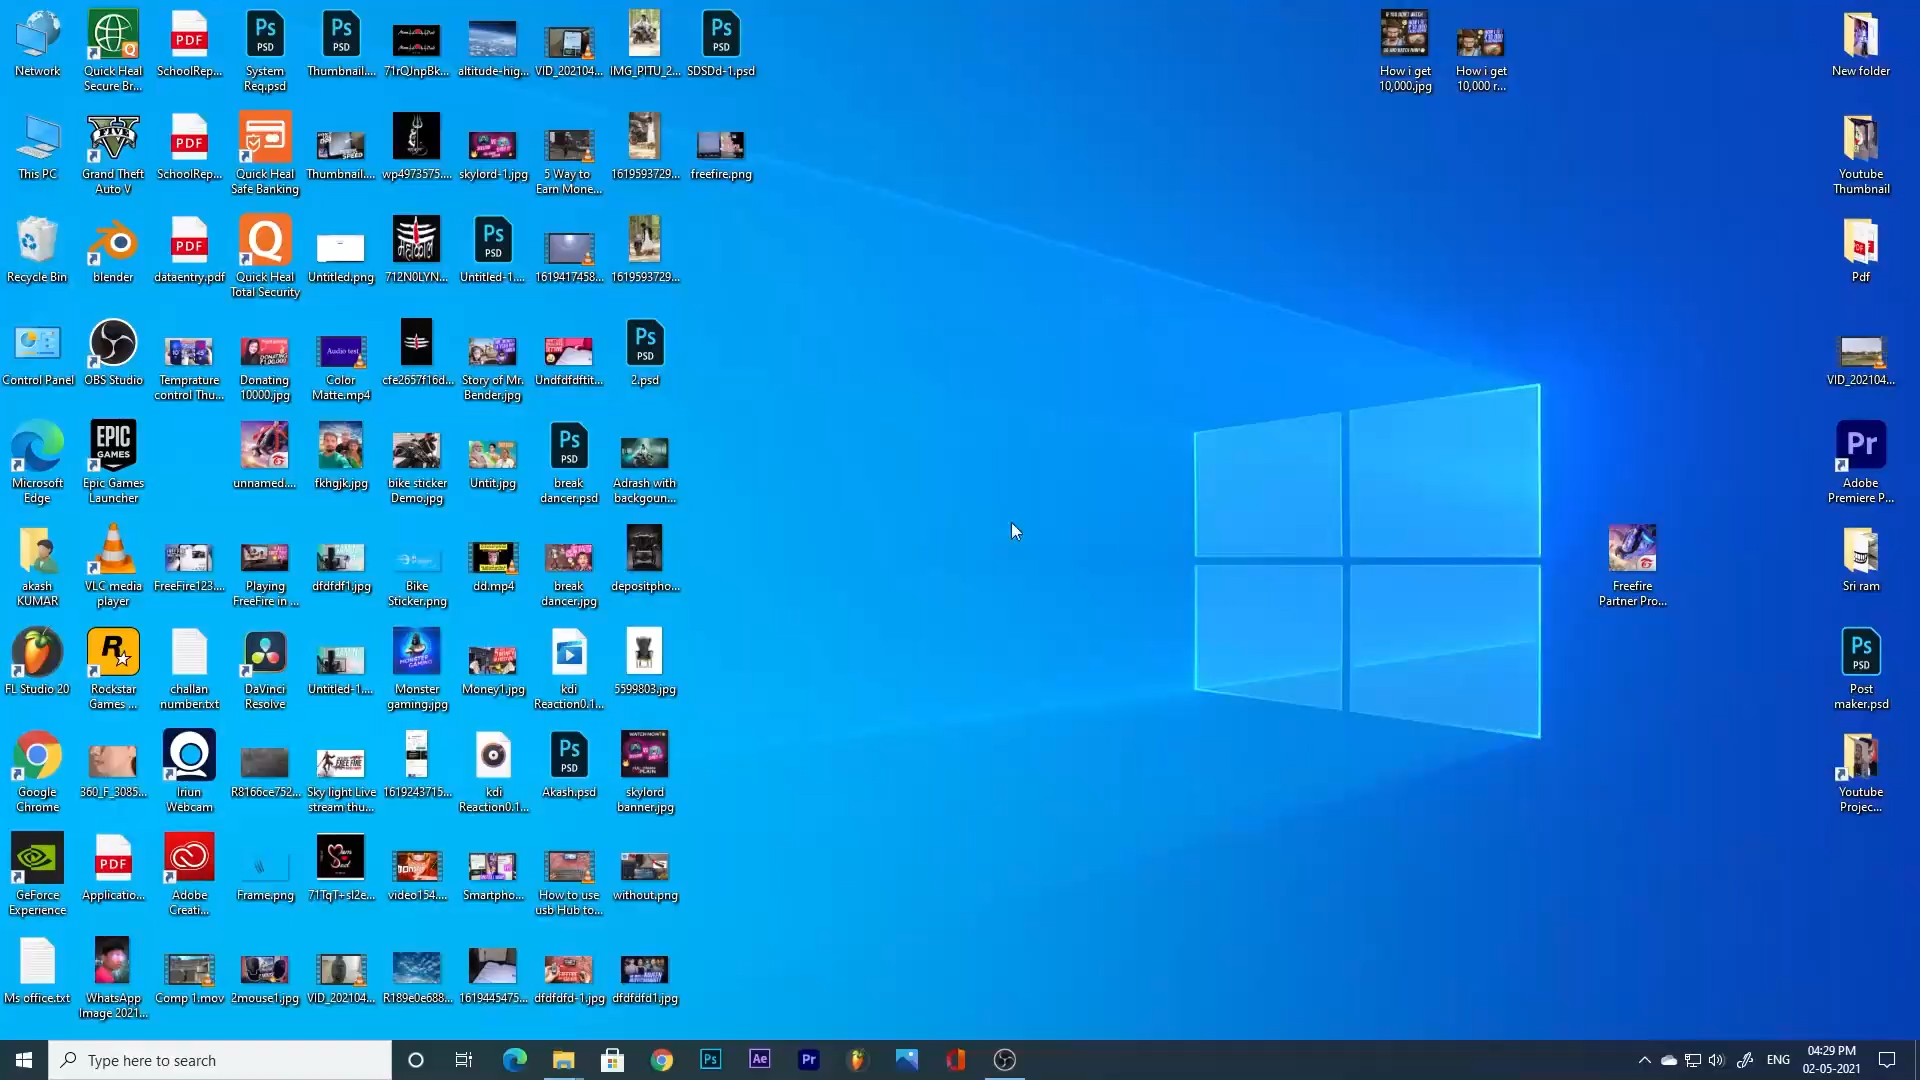 Network
Quick Heal
Secure Br...
SchoolRep...
System
Req.psd
Thumbnail....
71rQJnpBk...
altitude-hig...
VID_202104...
IMG_PITU_2...
SDSDd-1.psd
How i get
10,000.jpg
How i get
10,000 r...
New folder
This PC
Grand Theft
Auto V
SchoolRep...
Quick Heal
Safe Banking
Thumbnail....
wp4973575....
skylord-1.jpg
5 Way to
Earn Mone...
1619593729...
freefire.png
Youtube
Thumbnail
Recycle Bin
blender
dataentry.pdf
Quick Heal
Total Security
Untitled.png
712N0LYN...
Untitled-1....
1619417458...
1619593729...
Pdf
Control Panel
OBS Studio
Temprature
control Thu...
Donating
10000.jpg
Color
Matte.mp4
cfe2657f16d...
Story of Mr.
Bender.jpg
Undfdfdftit...
2.psd
VID_202104...
Microsoft
Edge
Epic Games
Launcher
unnamed....
fkhgjk.jpg
bike sticker
Demo.jpg
Untit.jpg
break
dancer.psd
Adrash with
backgoun...
Adobe
Premiere P...
akash
KUMAR
VLC media
player
FreeFire123....
Playing
FreeFire in ...
dfdfdf1.jpg
Bike
Sticker.png
dd.mp4
break
dancer.jpg
depositpho...
Freefire
Partner Pro...
Sri ram
FL Studio 20
Rockstar
Games ...
challan
number.txt
DaVinci
Resolve
Untitled-1....
Monster
gaming.jpg
Money1.jpg
kdi
Reaction0.1...
5599803.jpg
Post
maker.psd
Google
Chrome
360_F_3085...
Iriun
Webcam
R8166ce752...
Sky light Live
stream thu...
1619243715...
kdi
Reaction0.1...
Akash.psd
skylord
banner.jpg
Youtube
Projec...
GeForce
Experience
Applicatio...
Adobe
Creati...
Frame.png
71TqT+sl2e...
video154....
Smartpho...
How to use
usb Hub to...
without.png
Ms office.txt
WhatsApp
Image 2021...
Comp 1.mov
2mouse1.jpg
VID_202104...
R189e0e688...
1619445475...
dfdfdfd-1.jpg
dfdfdfd1.jpg
Type here to search
ENG
04:29 PM
02-05-2021